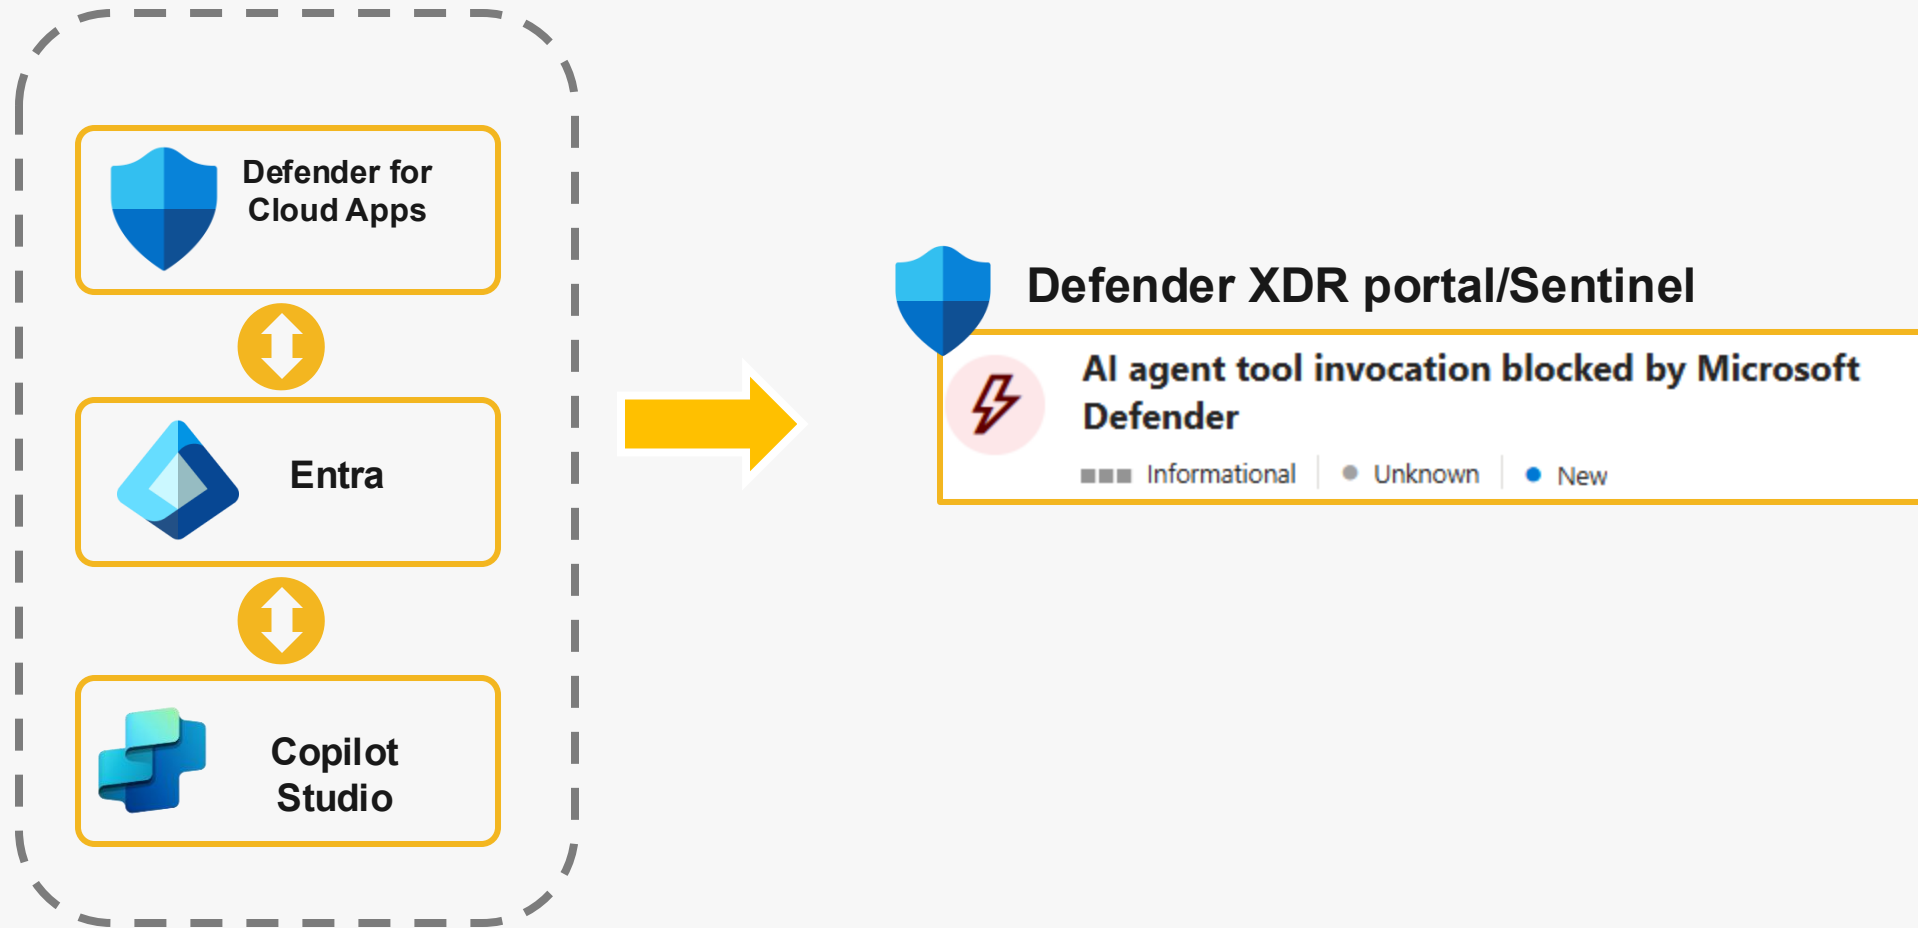 Defender for
Cloud Apps
Entra
Copilot
Studio
Defender XDR portal/Sentinel
AI agent tool invocation blocked by Microsoft
Defender
Informational
Unknown
New